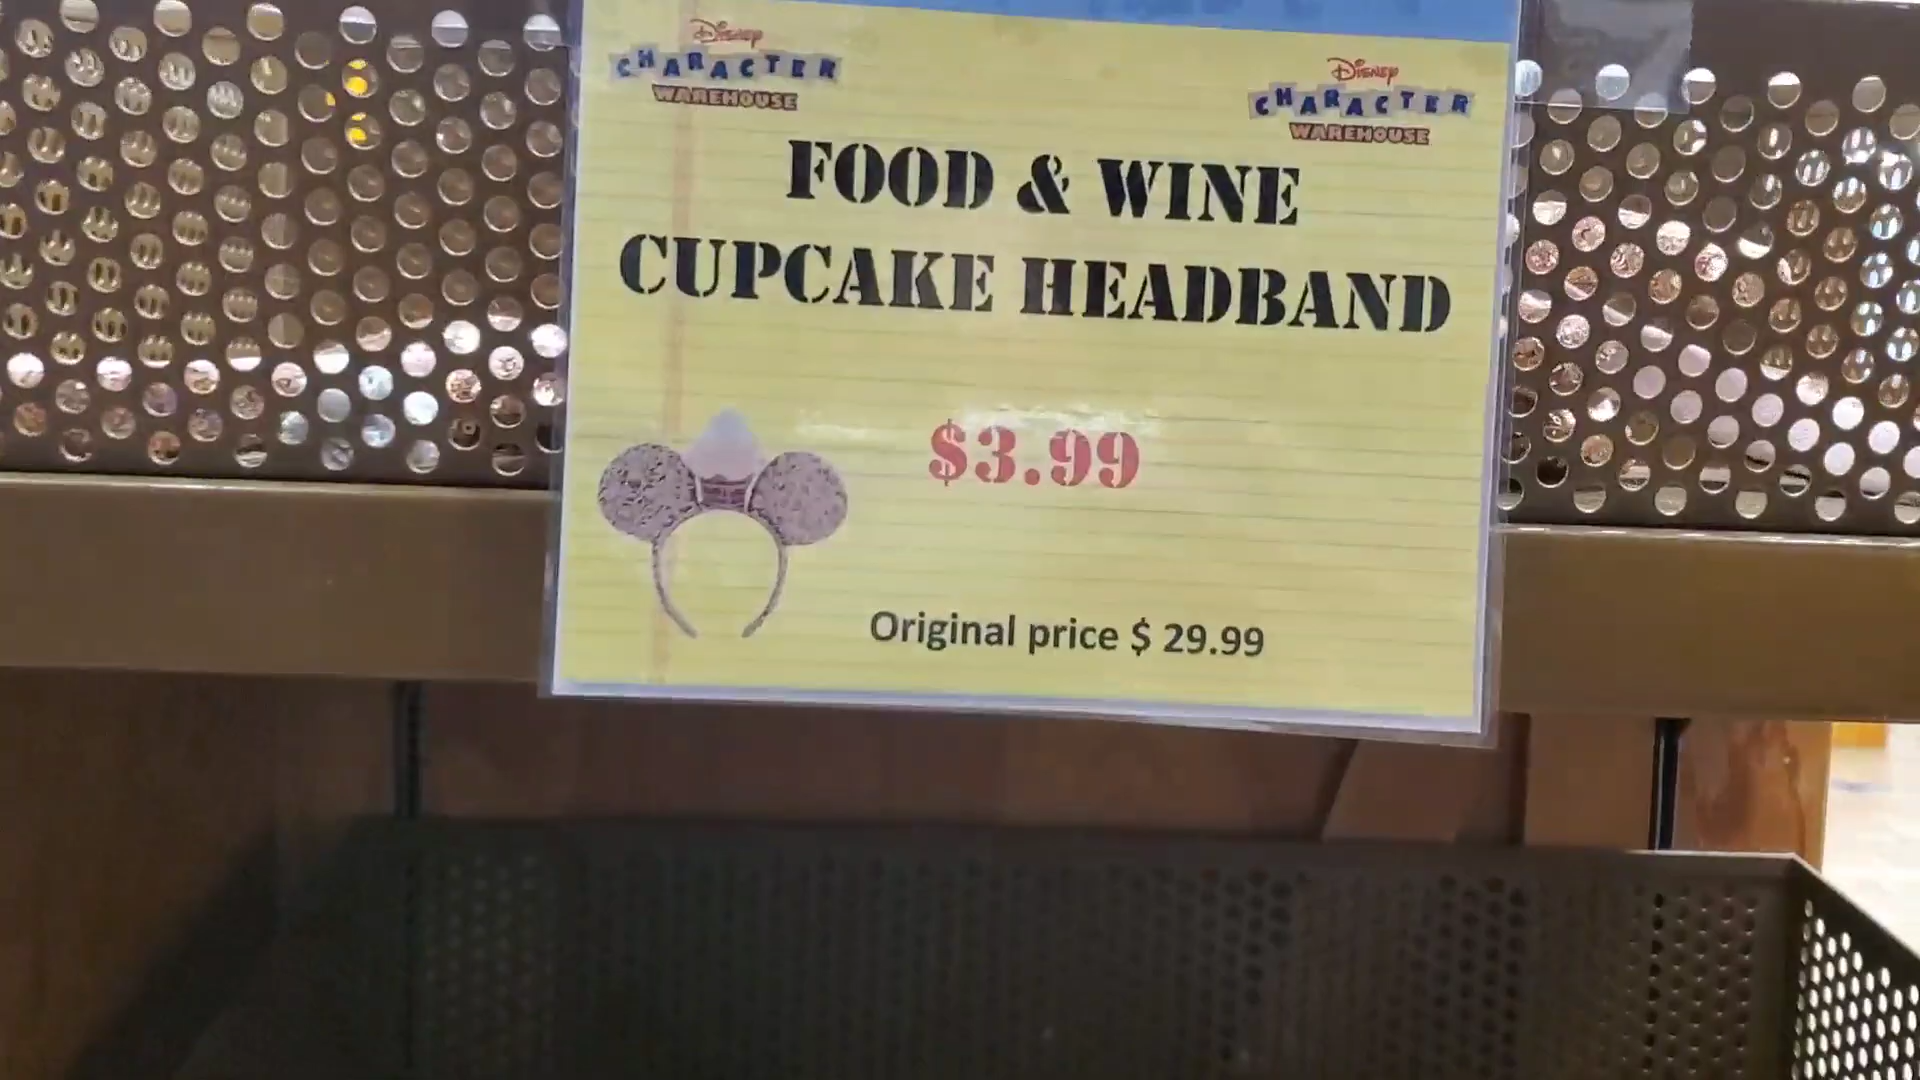 Disney
CHARACTER
WAREHOUSE
Disney
CHARACTER
WAREHOUSE
FOOD & WINE
CUPCAKE HEADBAND
$3.99
Original price $ 29.99